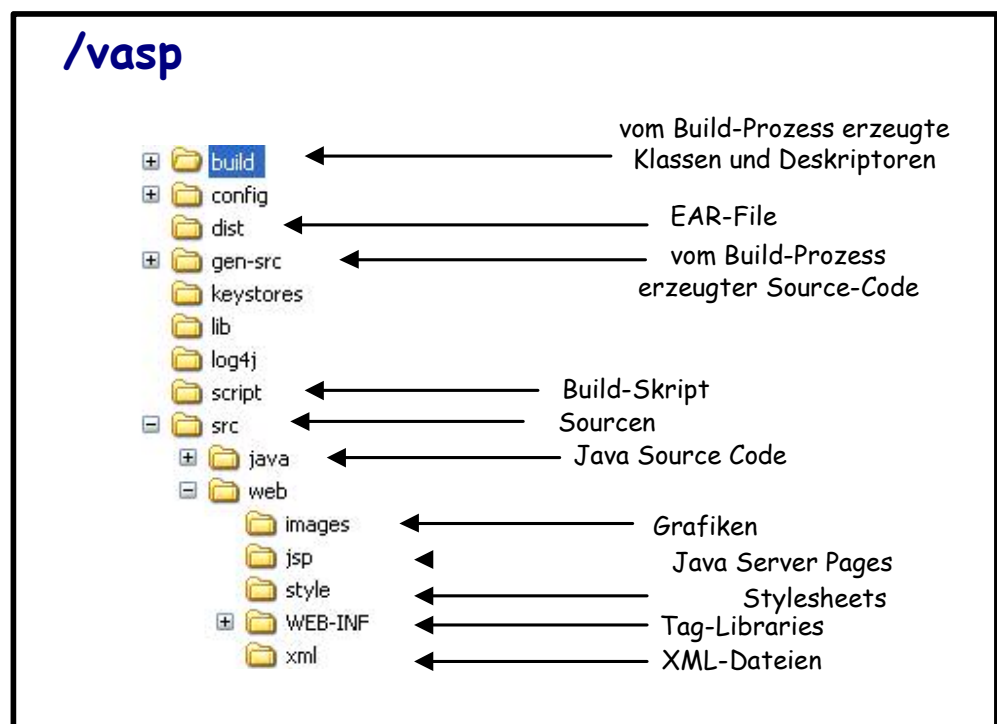 /vasp
vom Build-Prozess erzeugte
Klassen und Deskriptoren
build
config
EAR-File
dist
vom Build-Prozess
gen-src
erzeugter Source-Code
keystores
lib
log4j
script
Build-Skript
src
Sourcen
java
Java Source Code
web
images
Grafiken
jsp
Java Server Pages
style
Stylesheets
WEB-INF
Tag-Libraries
xml
XML-Dateien